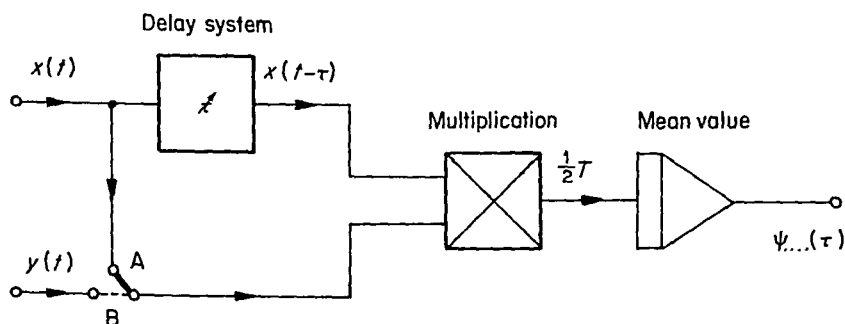 Delay system
x(t)
x(t-τ)
Multiplication
Mean value
½T
ψ....(τ)
A
y(t)
B